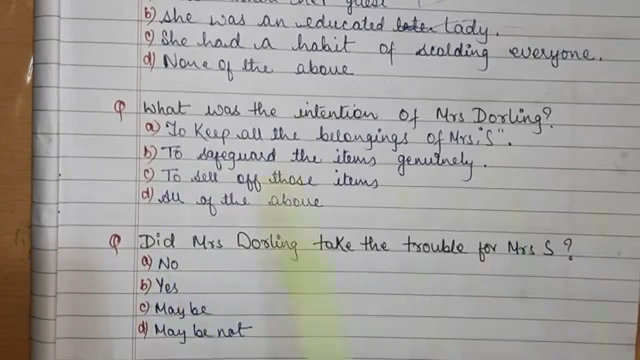 her guest
b) She was an educated lady.
c) She had a habit of scolding everyone.
d) None of the above
Q What was the intention of Mrs Dorling?
a) To keep all the belongings of Mrs. "S".
b) To safeguard the items genuinely.
c) To sell off those items
d) All of the above
Q Did Mrs Dorling take the trouble for Mrs S?
a) No
b) Yes
c) May be
d) May be not